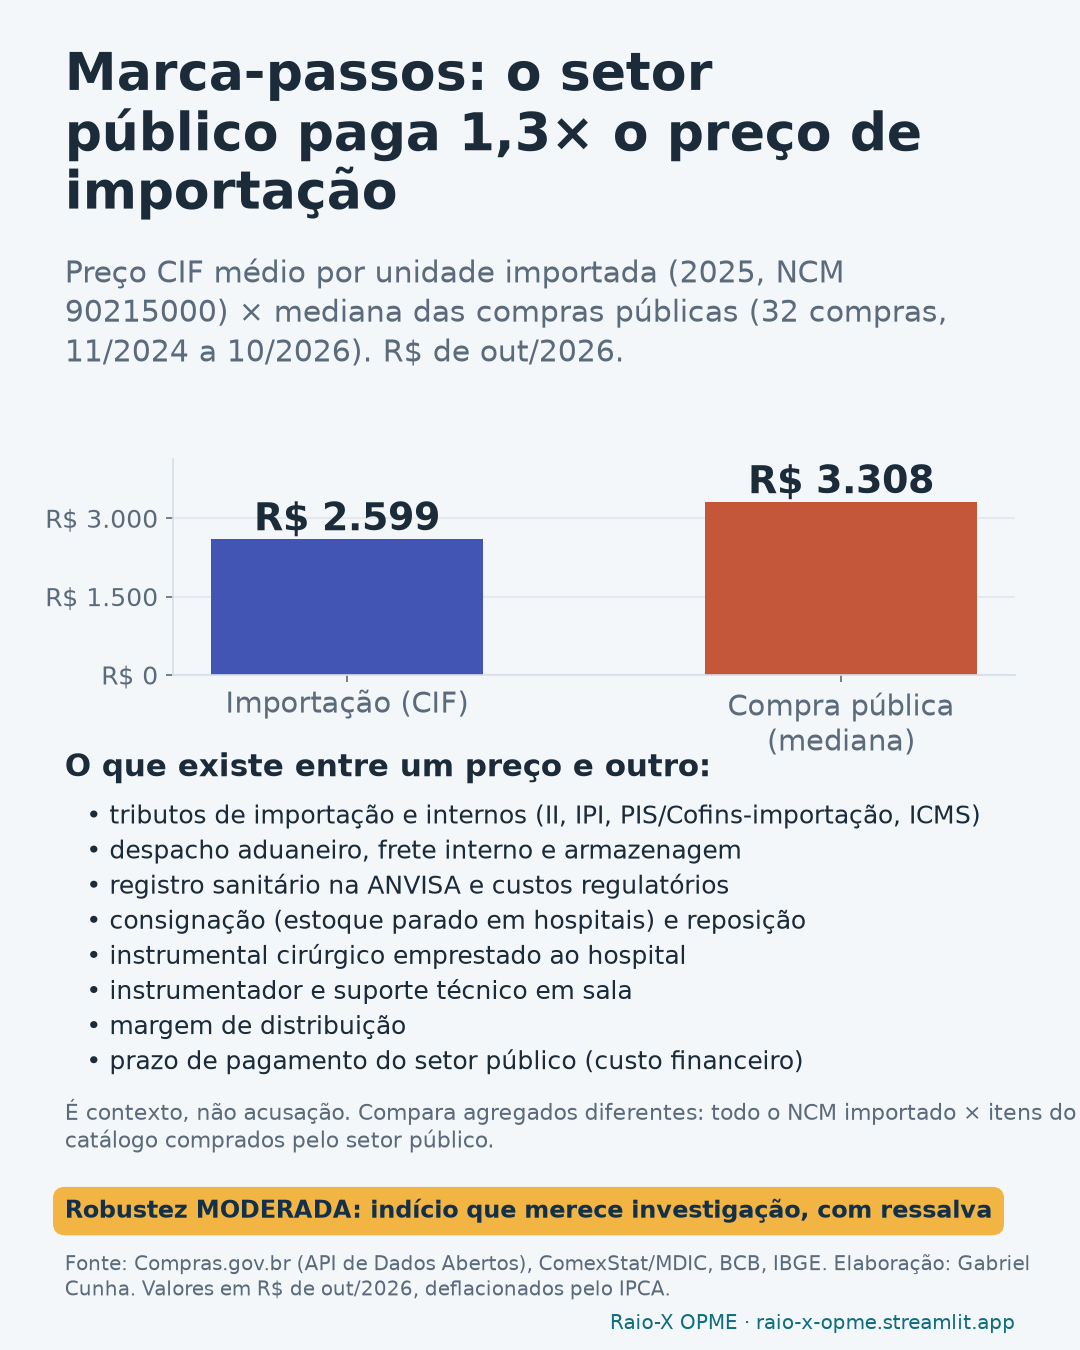 Marca-passos: o setor
público paga 1,3× o preço de
importação
Preço CIF médio por unidade importada (2025, NCM
90215000) × mediana das compras públicas (32 compras,
11/2024 a 10/2026). R$ de out/2026.
R$ 3.308
R$ 2.599
R$ 3.000
R$ 1.500
R$ 0
Importação (CIF)
Compra pública
(mediana)
O que existe entre um preço e outro:
• tributos de importação e internos (II, IPI, PIS/Cofins-importação, ICMS)
• despacho aduaneiro, frete interno e armazenagem
• registro sanitário na ANVISA e custos regulatórios
• consignação (estoque parado em hospitais) e reposição
• instrumental cirúrgico emprestado ao hospital
• instrumentador e suporte técnico em sala
• margem de distribuição
• prazo de pagamento do setor público (custo financeiro)
É contexto, não acusação. Compara agregados diferentes: todo o NCM importado × itens do
catálogo comprados pelo setor público.
Robustez MODERADA: indício que merece investigação, com ressalva
Fonte: Compras.gov.br (API de Dados Abertos), ComexStat/MDIC, BCB, IBGE. Elaboração: Gabriel
Cunha. Valores em R$ de out/2026, deflacionados pelo IPCA.
Raio-X OPME · raio-x-opme.streamlit.app